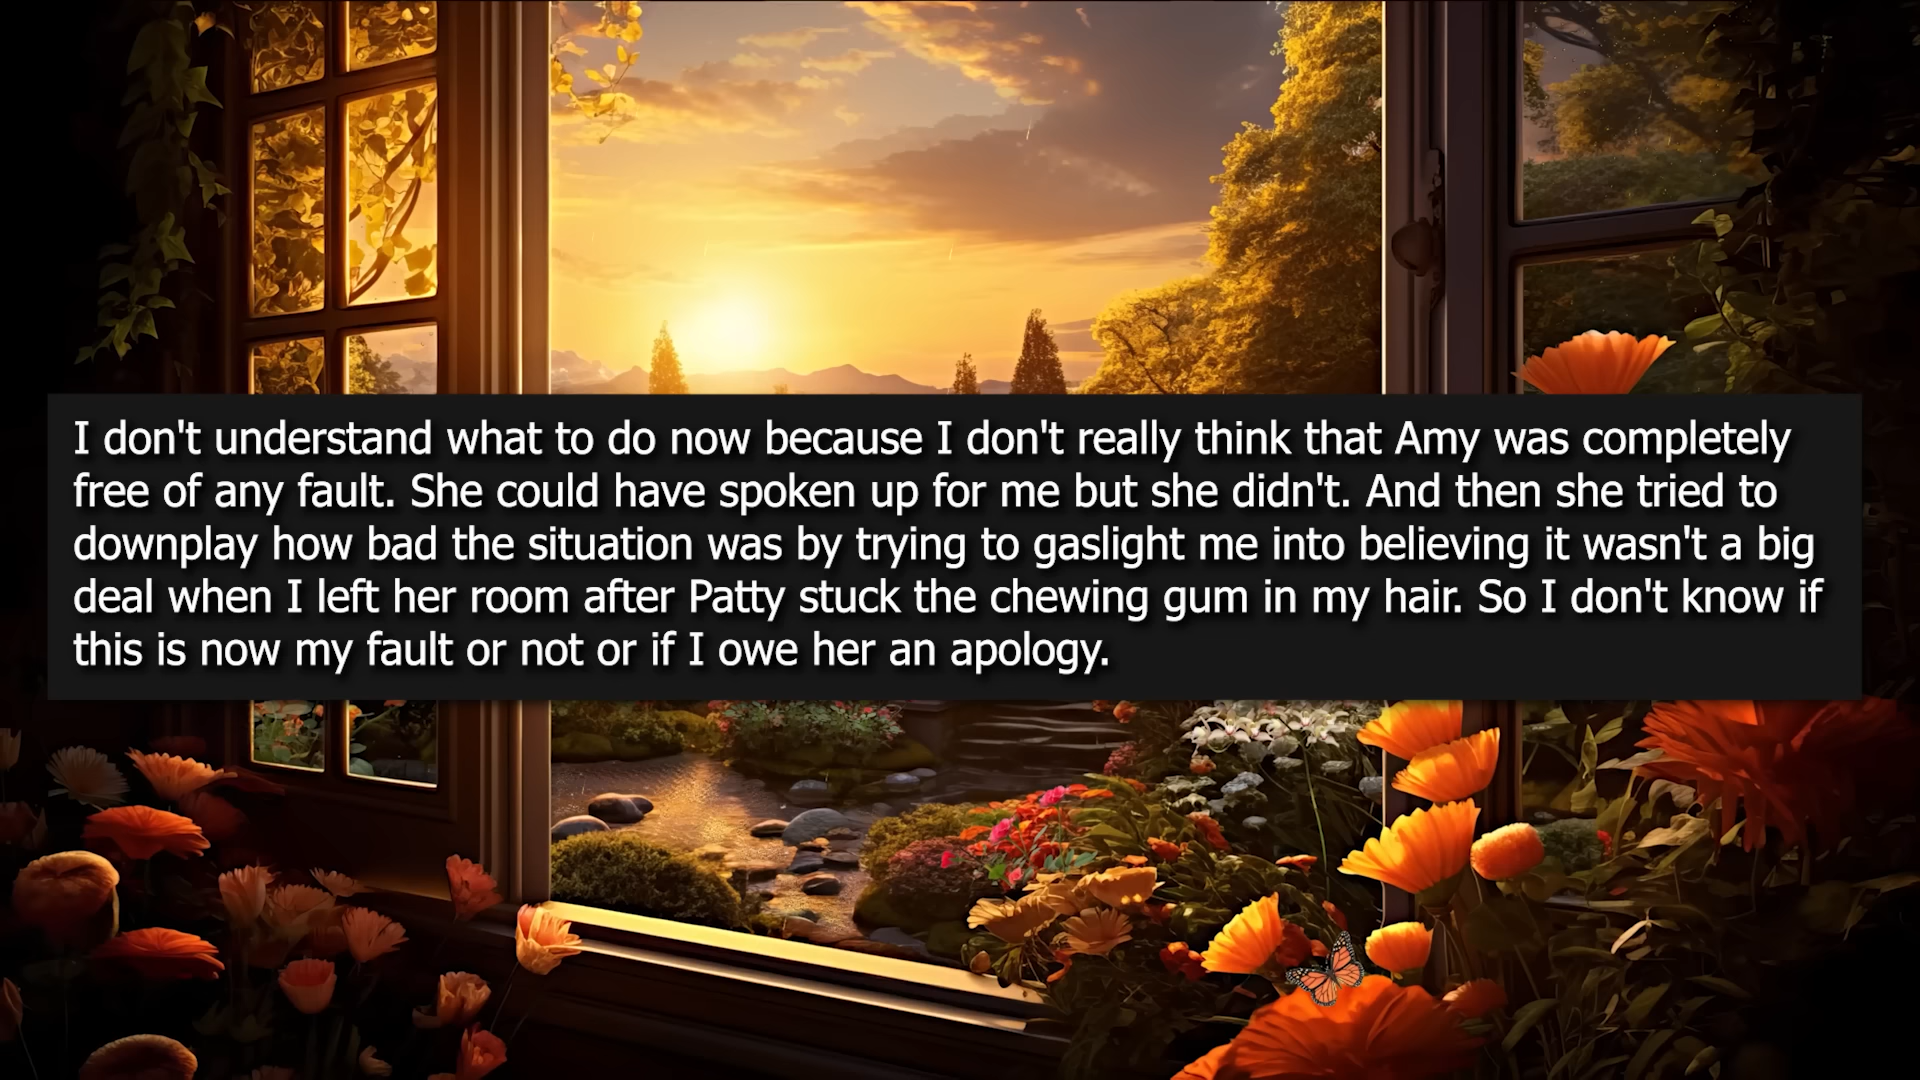 I don't understand what to do now because I don't really think that Amy was completely
free of any fault. She could have spoken up for me but she didn't. And then she tried to
downplay how bad the situation was by trying to gaslight me into believing it wasn't a big
deal when I left her room after Patty stuck the chewing gum in my hair. So I don't know if
this is now my fault or not or if I owe her an apology.